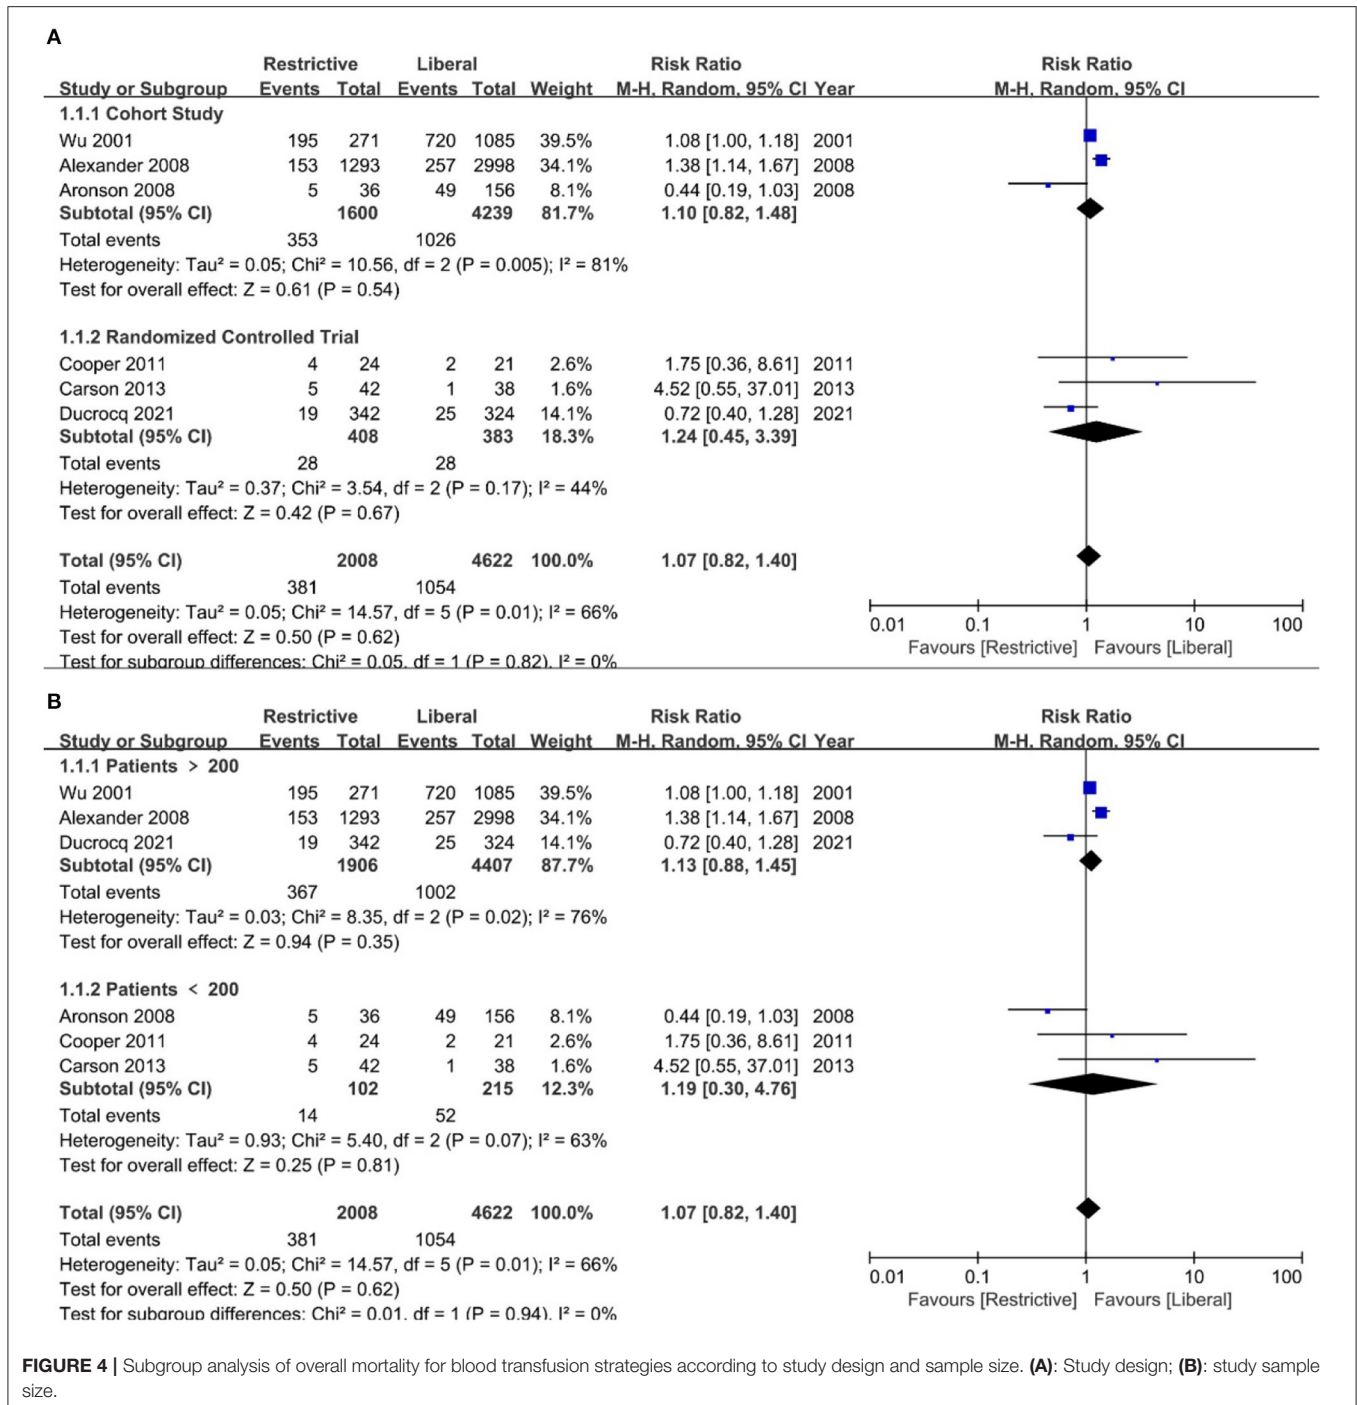 A
Restrictive Liberal Risk Ratio Risk Ratio
Study or Subgroup Events Total Events Total Weight M-H, Random, 95% CI Year M-H, Random, 95% CI
1.1.1 Cohort Study
Wu 2001 195 271 720 1085 39.5% 1.08 [1.00, 1.18] 2001
Alexander 2008 153 1293 257 2998 34.1% 1.38 [1.14, 1.67] 2008
Aronson 2008 5 36 49 156 8.1% 0.44 [0.19, 1.03] 2008
Subtotal (95% CI) 1600 4239 81.7% 1.10 [0.82, 1.48]
Total events 353 1026
Heterogeneity: Tau² = 0.05; Chi² = 10.56, df = 2 (P = 0.005); I² = 81%
Test for overall effect: Z = 0.61 (P = 0.54)
1.1.2 Randomized Controlled Trial
Cooper 2011 4 24 2 21 2.6% 1.75 [0.36, 8.61] 2011
Carson 2013 5 42 1 38 1.6% 4.52 [0.55, 37.01] 2013
Ducrocq 2021 19 342 25 324 14.1% 0.72 [0.40, 1.28] 2021
Subtotal (95% CI) 408 383 18.3% 1.24 [0.45, 3.39]
Total events 28 28
Heterogeneity: Tau² = 0.37; Chi² = 3.54, df = 2 (P = 0.17); I² = 44%
Test for overall effect: Z = 0.42 (P = 0.67)
Total (95% CI) 2008 4622 100.0% 1.07 [0.82, 1.40]
Total events 381 1054
Heterogeneity: Tau² = 0.05; Chi² = 14.57, df = 5 (P = 0.01); I² = 66%
Test for overall effect: Z = 0.50 (P = 0.62)
Test for subgroup differences: Chi² = 0.05, df = 1 (P = 0.82), I² = 0%
0.01 0.1 1 10 100
Favours [Restrictive] Favours [Liberal]
B
Restrictive Liberal Risk Ratio Risk Ratio
Study or Subgroup Events Total Events Total Weight M-H, Random, 95% CI Year M-H, Random, 95% CI
1.1.1 Patients > 200
Wu 2001 195 271 720 1085 39.5% 1.08 [1.00, 1.18] 2001
Alexander 2008 153 1293 257 2998 34.1% 1.38 [1.14, 1.67] 2008
Ducrocq 2021 19 342 25 324 14.1% 0.72 [0.40, 1.28] 2021
Subtotal (95% CI) 1906 4407 87.7% 1.13 [0.88, 1.45]
Total events 367 1002
Heterogeneity: Tau² = 0.03; Chi² = 8.35, df = 2 (P = 0.02); I² = 76%
Test for overall effect: Z = 0.94 (P = 0.35)
1.1.2 Patients < 200
Aronson 2008 5 36 49 156 8.1% 0.44 [0.19, 1.03] 2008
Cooper 2011 4 24 2 21 2.6% 1.75 [0.36, 8.61] 2011
Carson 2013 5 42 1 38 1.6% 4.52 [0.55, 37.01] 2013
Subtotal (95% CI) 102 215 12.3% 1.19 [0.30, 4.76]
Total events 14 52
Heterogeneity: Tau² = 0.93; Chi² = 5.40, df = 2 (P = 0.07); I² = 63%
Test for overall effect: Z = 0.25 (P = 0.81)
Total (95% CI) 2008 4622 100.0% 1.07 [0.82, 1.40]
Total events 381 1054
Heterogeneity: Tau² = 0.05; Chi² = 14.57, df = 5 (P = 0.01); I² = 66%
Test for overall effect: Z = 0.50 (P = 0.62)
Test for subgroup differences: Chi² = 0.01, df = 1 (P = 0.94), I² = 0%
0.01 0.1 1 10 100
Favours [Restrictive] Favours [Liberal]
FIGURE 4 | Subgroup analysis of overall mortality for blood transfusion strategies according to study design and sample size. (A): Study design; (B): study sample
size.